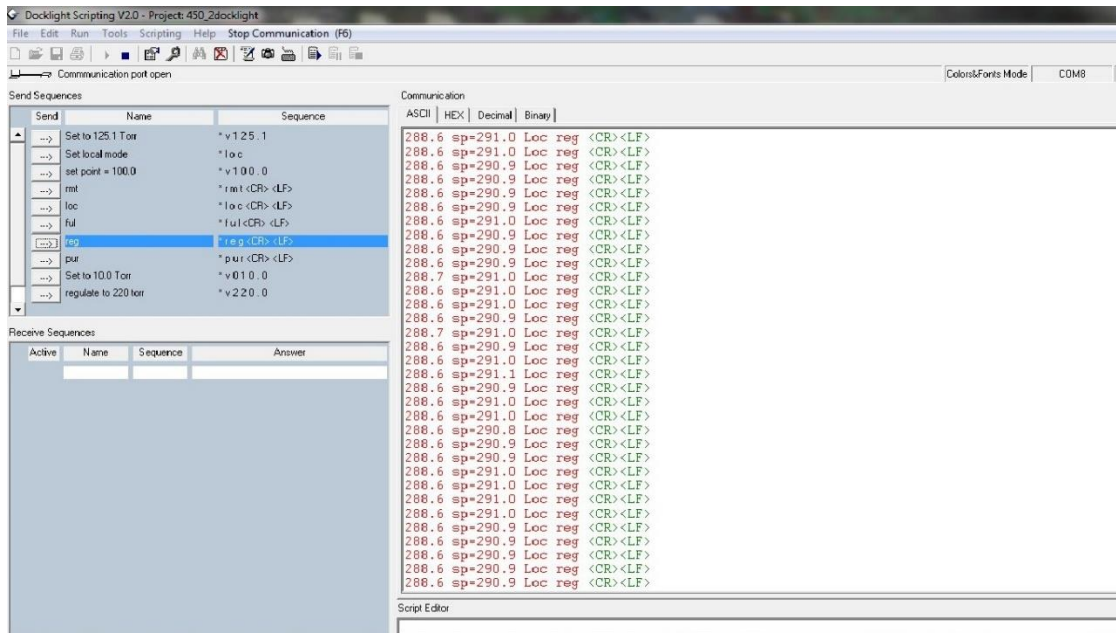 Docklight Scripting V2.0 - Project: 450_2docklight
File Edit Run Tools Scripting Help Stop Communication (F6)
Commmunication port open
Colors&Fonts Mode
COM8
Send Sequences
Send Name Sequence
---> Set to 125.1 Torr *v125.1
---> Set local mode *loc
---> set point = 100.0 *v100.0
---> rmt *rmt<CR><LF>
---> loc *loc<CR><LF>
---> ful *ful<CR><LF>
---> reg *reg<CR><LF>
---> pur *pur<CR><LF>
---> Set to 10.0 Torr *v010.0
---> regulate to 220 torr *v220.0
Receive Sequences
Active Name Sequence Answer
Communication
ASCII HEX Decimal Binary
288.6 sp=291.0 Loc reg <CR><LF>
288.6 sp=291.0 Loc reg <CR><LF>
288.6 sp=290.9 Loc reg <CR><LF>
288.6 sp=290.9 Loc reg <CR><LF>
288.6 sp=290.9 Loc reg <CR><LF>
288.6 sp=290.9 Loc reg <CR><LF>
288.6 sp=291.0 Loc reg <CR><LF>
288.6 sp=290.9 Loc reg <CR><LF>
288.6 sp=290.9 Loc reg <CR><LF>
288.6 sp=290.9 Loc reg <CR><LF>
288.7 sp=291.0 Loc reg <CR><LF>
288.6 sp=291.0 Loc reg <CR><LF>
288.6 sp=291.0 Loc reg <CR><LF>
288.6 sp=290.9 Loc reg <CR><LF>
288.7 sp=291.0 Loc reg <CR><LF>
288.6 sp=290.9 Loc reg <CR><LF>
288.6 sp=291.0 Loc reg <CR><LF>
288.6 sp=291.1 Loc reg <CR><LF>
288.6 sp=290.9 Loc reg <CR><LF>
288.6 sp=291.0 Loc reg <CR><LF>
288.6 sp=291.0 Loc reg <CR><LF>
288.6 sp=290.8 Loc reg <CR><LF>
288.6 sp=290.9 Loc reg <CR><LF>
288.6 sp=290.9 Loc reg <CR><LF>
288.6 sp=291.0 Loc reg <CR><LF>
288.6 sp=291.0 Loc reg <CR><LF>
288.6 sp=291.0 Loc reg <CR><LF>
288.6 sp=291.0 Loc reg <CR><LF>
288.6 sp=290.9 Loc reg <CR><LF>
288.6 sp=290.9 Loc reg <CR><LF>
288.6 sp=290.9 Loc reg <CR><LF>
288.6 sp=290.9 Loc reg <CR><LF>
288.6 sp=290.9 Loc reg <CR><LF>
Script Editor